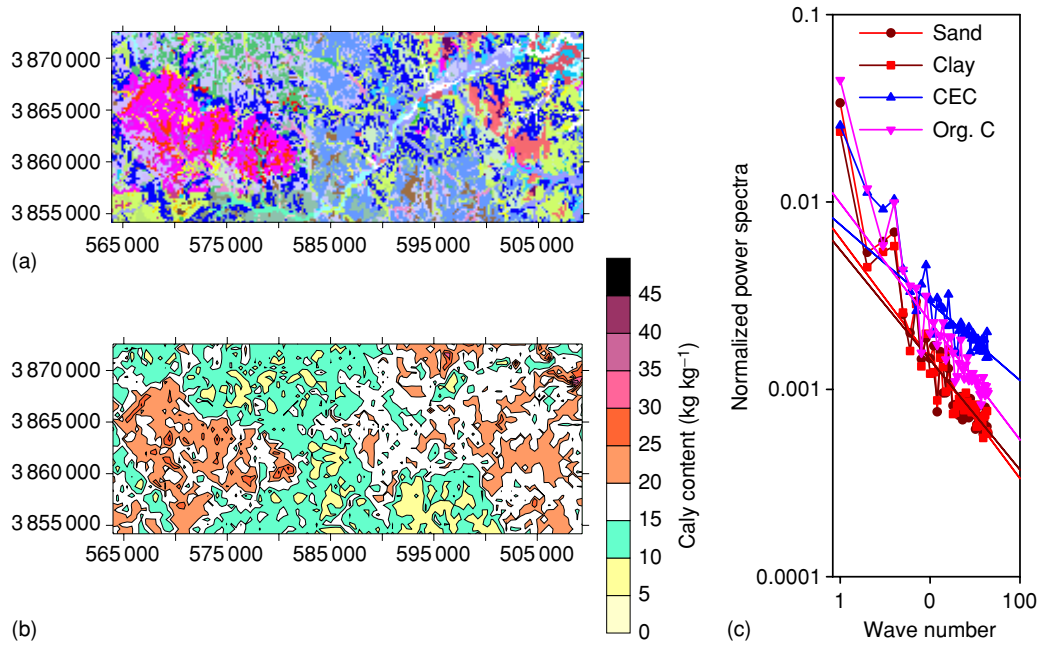 3 870 000
3 865 000
3 860 000
3 855 000
565 000 575 000 585 000 595 000 505 000
(a)
3 870 000
3 865 000
3 860 000
3 855 000
565 000 575 000 585 000 595 000 505 000
(b)
45
40
35
30
25
20
15
10
5
0
Caly content (kg kg⁻¹)
0.1
0.01
0.001
0.0001
Normalized power spectra
Sand
Clay
CEC
Org. C
1 0 100
Wave number
(c)